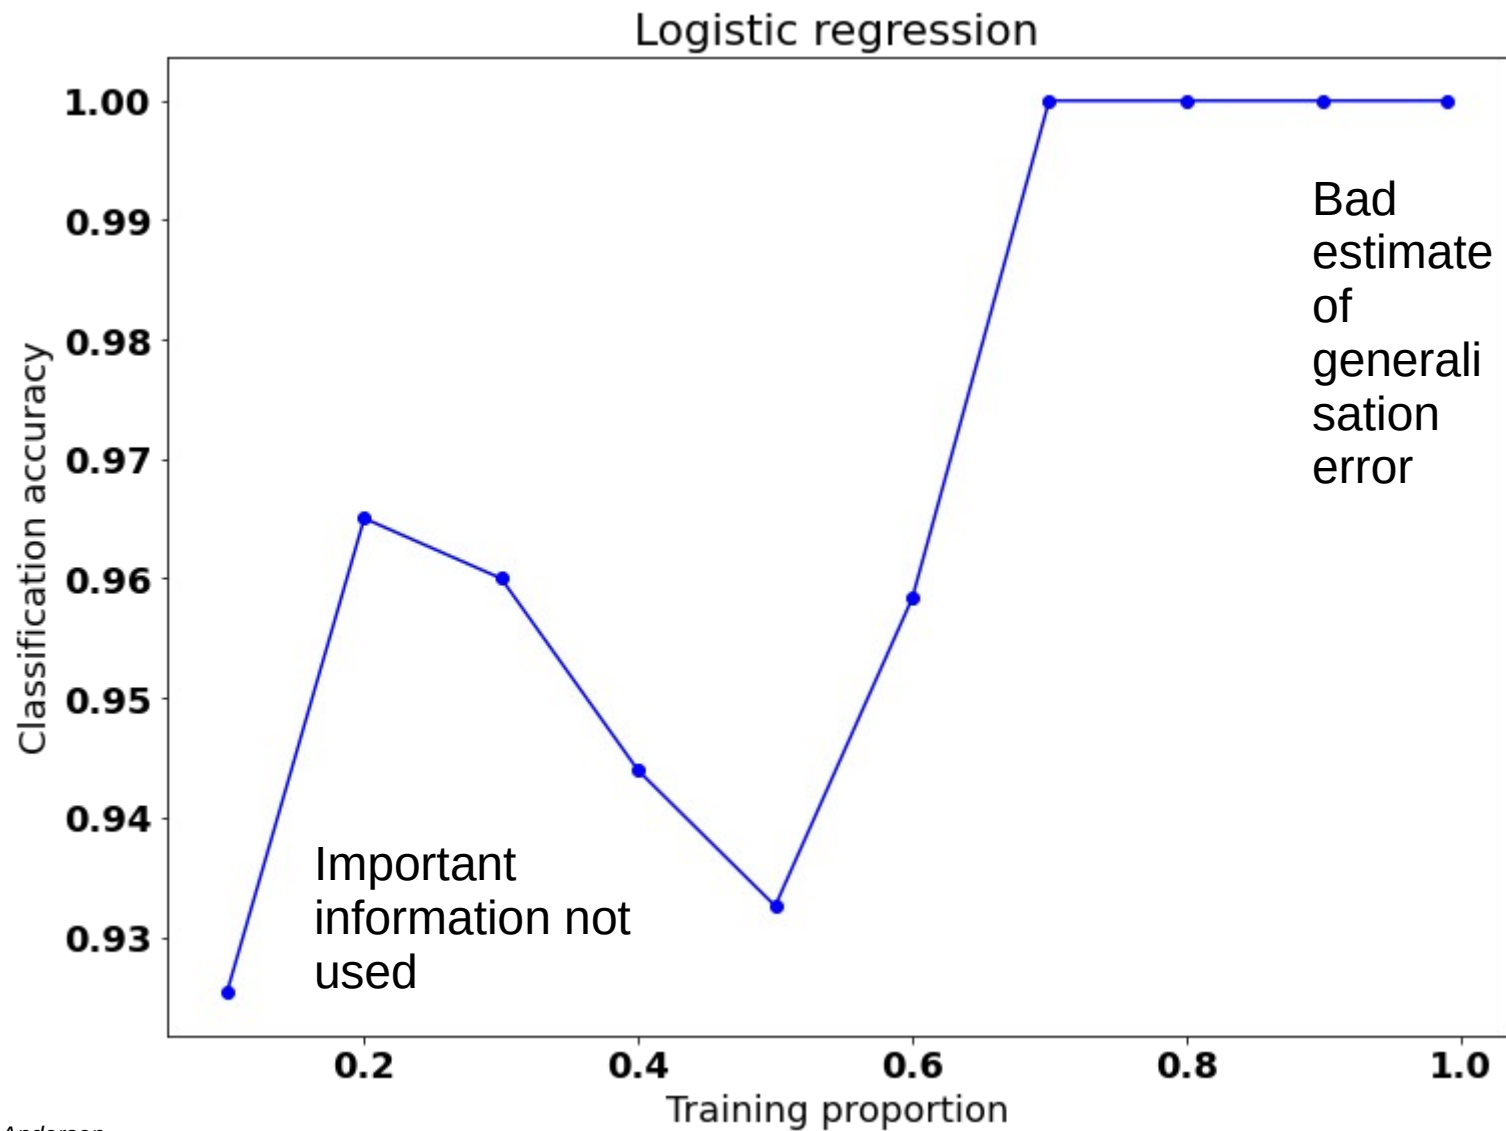 Logistic regression
1.00
0.99
0.98
0.97
0.96
0.95
0.94
0.93
Classification accuracy
Bad
estimate
of
generali
sation
error
Important
information not
used
0.2
0.4
0.6
0.8
1.0
Training proportion